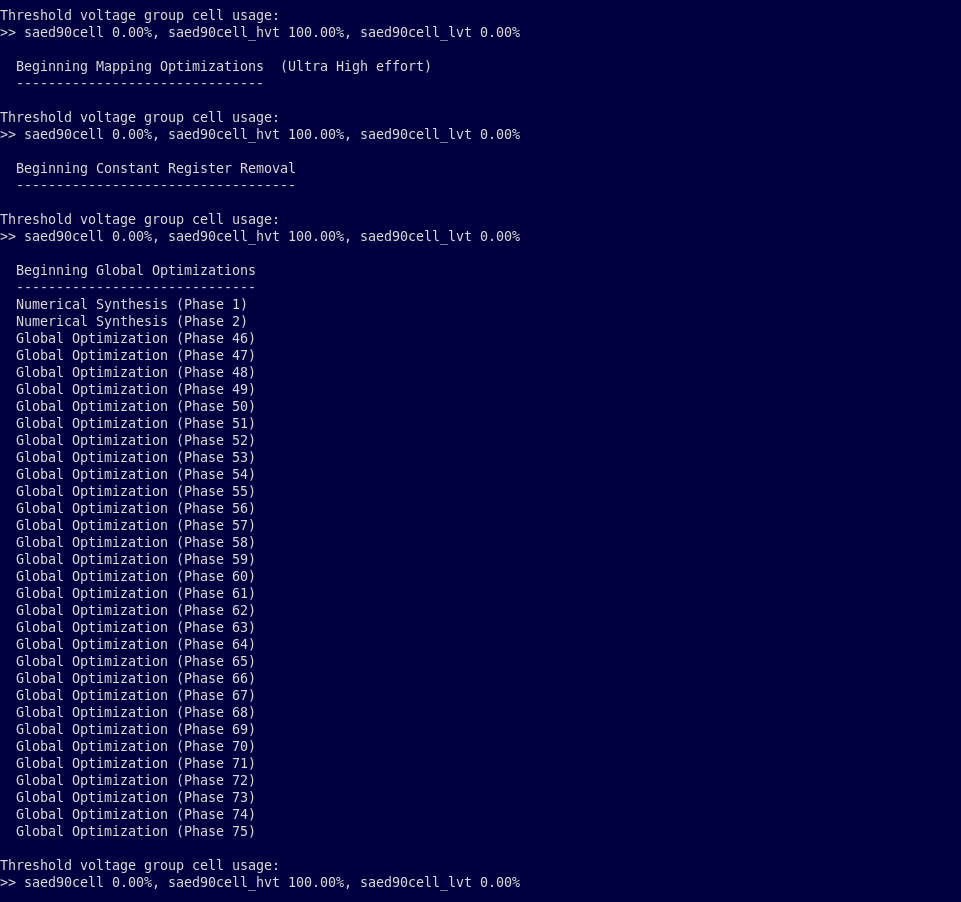 Threshold voltage group cell usage:
>> saed90cell 0.00%, saed90cell_hvt 100.00%, saed90cell_lvt 0.00%
Beginning Mapping Optimizations  (Ultra High effort)
-------------------------------
Threshold voltage group cell usage:
>> saed90cell 0.00%, saed90cell_hvt 100.00%, saed90cell_lvt 0.00%
Beginning Constant Register Removal
-----------------------------------
Threshold voltage group cell usage:
>> saed90cell 0.00%, saed90cell_hvt 100.00%, saed90cell_lvt 0.00%
Beginning Global Optimizations
------------------------------
Numerical Synthesis (Phase 1)
Numerical Synthesis (Phase 2)
Global Optimization (Phase 46)
Global Optimization (Phase 47)
Global Optimization (Phase 48)
Global Optimization (Phase 49)
Global Optimization (Phase 50)
Global Optimization (Phase 51)
Global Optimization (Phase 52)
Global Optimization (Phase 53)
Global Optimization (Phase 54)
Global Optimization (Phase 55)
Global Optimization (Phase 56)
Global Optimization (Phase 57)
Global Optimization (Phase 58)
Global Optimization (Phase 59)
Global Optimization (Phase 60)
Global Optimization (Phase 61)
Global Optimization (Phase 62)
Global Optimization (Phase 63)
Global Optimization (Phase 64)
Global Optimization (Phase 65)
Global Optimization (Phase 66)
Global Optimization (Phase 67)
Global Optimization (Phase 68)
Global Optimization (Phase 69)
Global Optimization (Phase 70)
Global Optimization (Phase 71)
Global Optimization (Phase 72)
Global Optimization (Phase 73)
Global Optimization (Phase 74)
Global Optimization (Phase 75)
Threshold voltage group cell usage:
>> saed90cell 0.00%, saed90cell_hvt 100.00%, saed90cell_lvt 0.00%